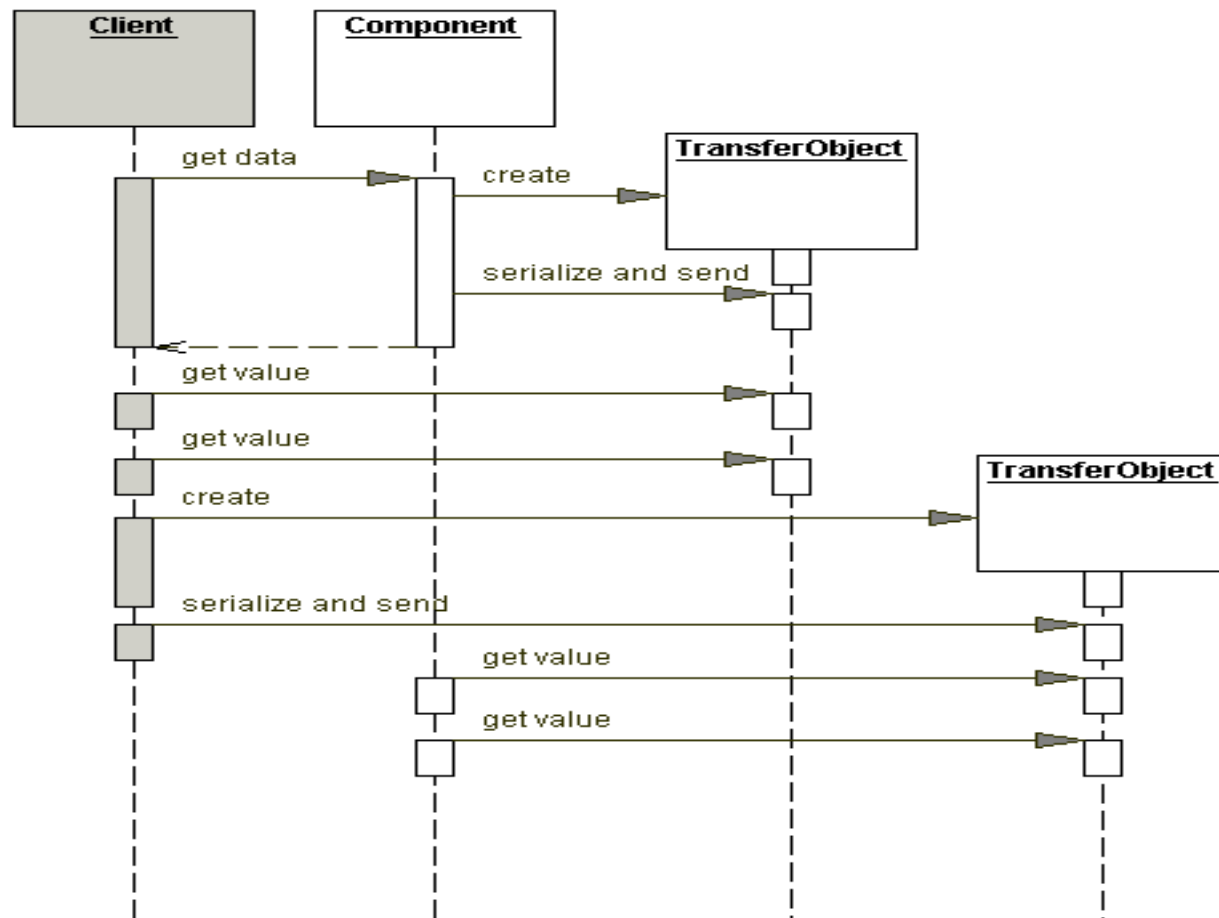 Client
Component
TransferObject
get data
create
serialize and send
get value
get value
TransferObject
create
serialize and send
get value
get value